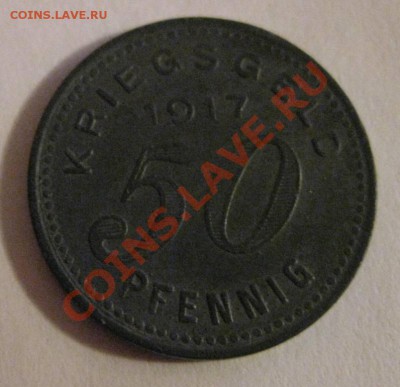 COINS.LAVE.RU
KRIEGSGELD
1917
50
PFENNIG
COINS.LAVE.RU